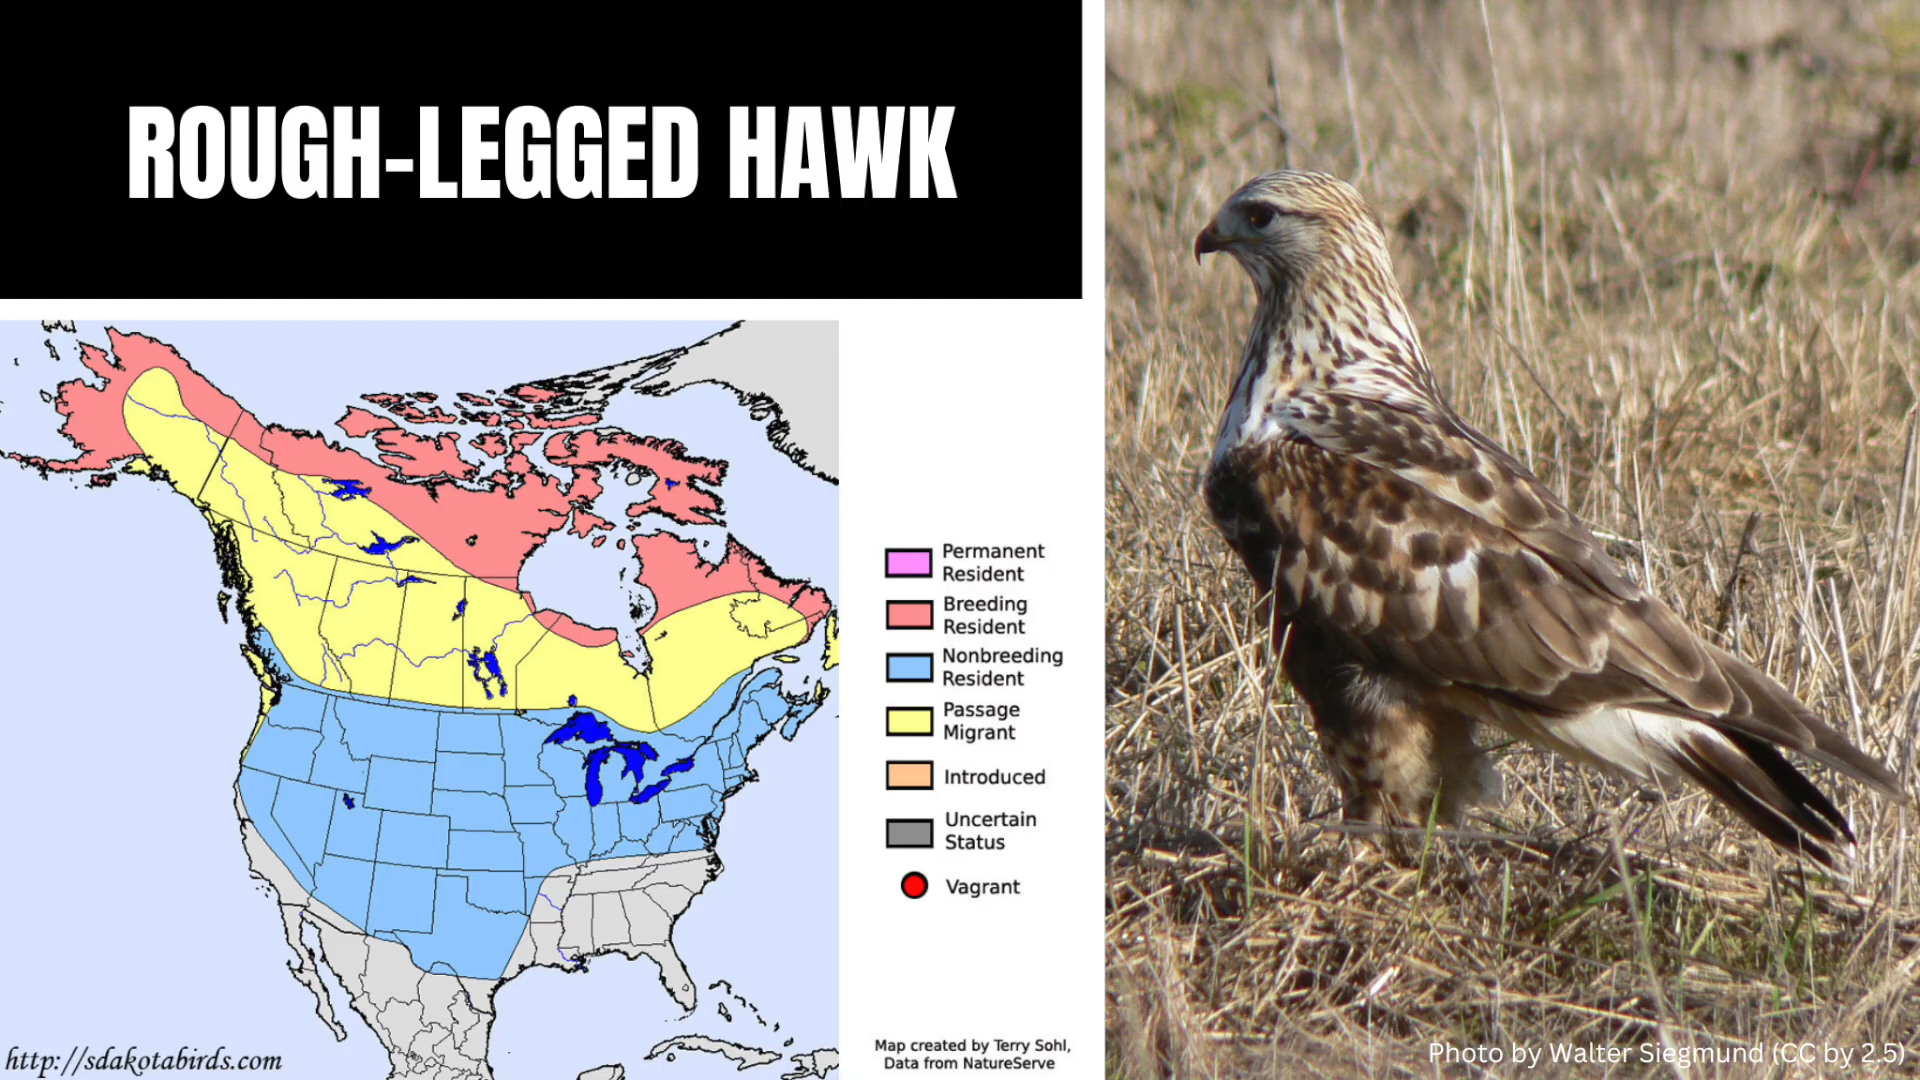 ROUGH-LEGGED HAWK
Permanent
Resident
Breeding
Resident
Nonbreeding
Resident
Passage
Migrant
Introduced
Uncertain
Status
Vagrant
Map created by Terry Sohl,
Data from NatureServe
http://sdakotabirds.com
Photo by Walter Siegmund (CC by 2.5)